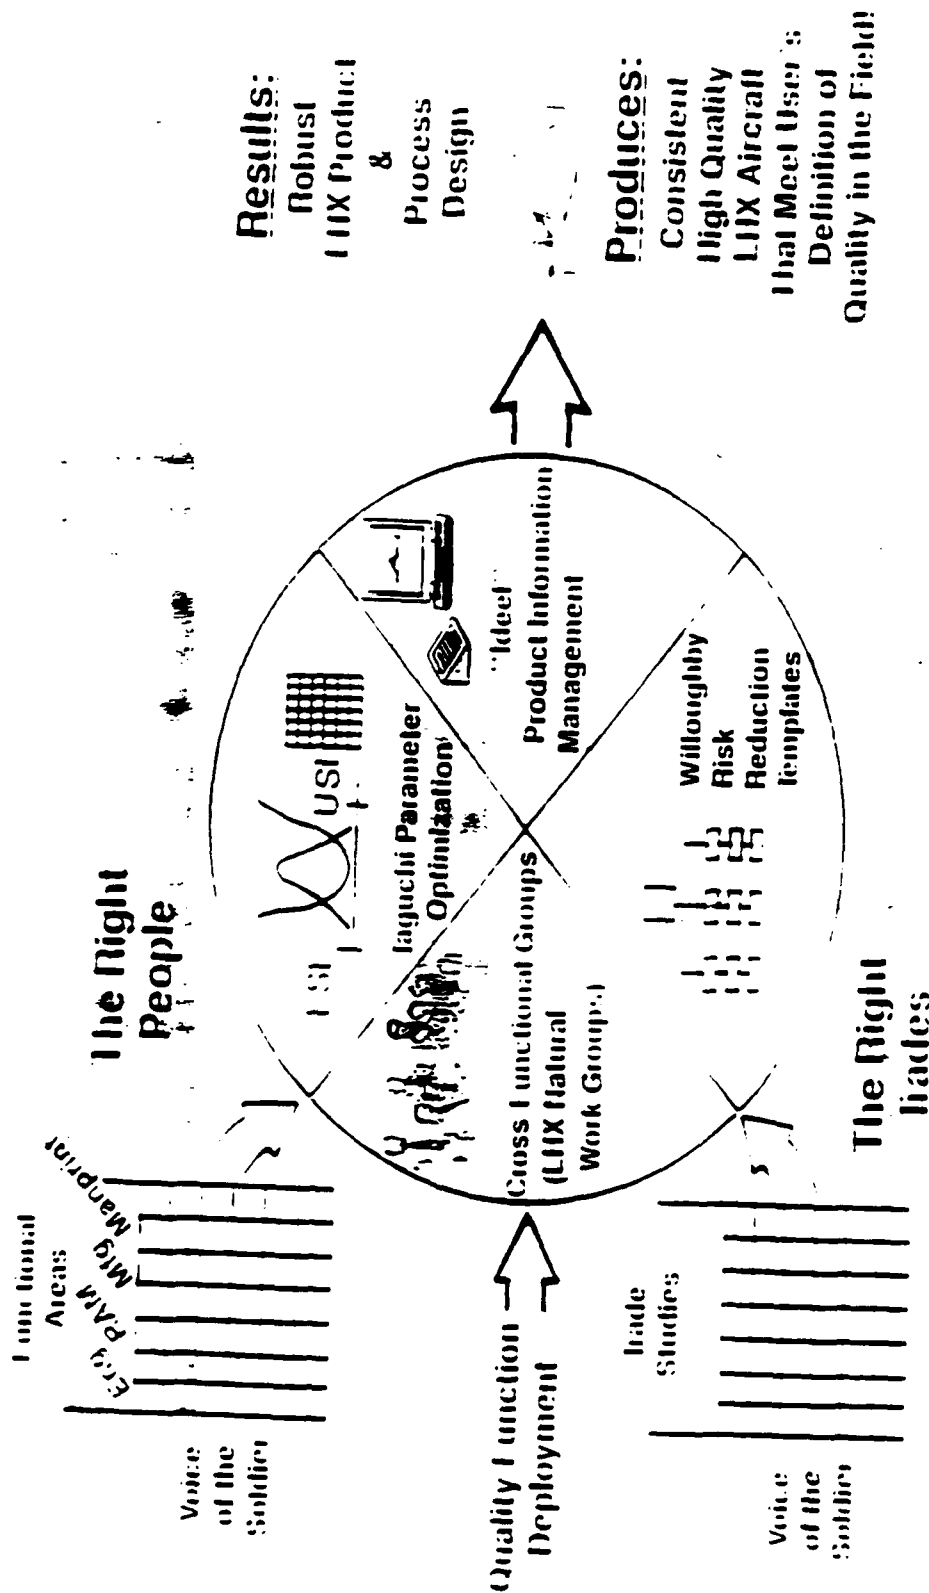 The Right
People
Functional
Areas
Eng
RAM
Mfg
Manprint
Voice
of the
Soldier
Quality Function
Deployment
Trade
Studies
Voice
of the
Soldier
The Right
Trades
LSL
USL
Taguchi Parameter
Optimization
Cross Functional Groups
(LHX Natural
Work Groups)
Product Information
Management
Willoughby
Risk
Reduction
Templates
Results:
Robust
LHX Product
&
Process
Design
Produces:
Consistent
High Quality
LHX Aircraft
That Meet User's
Definition of
Quality in the Field!